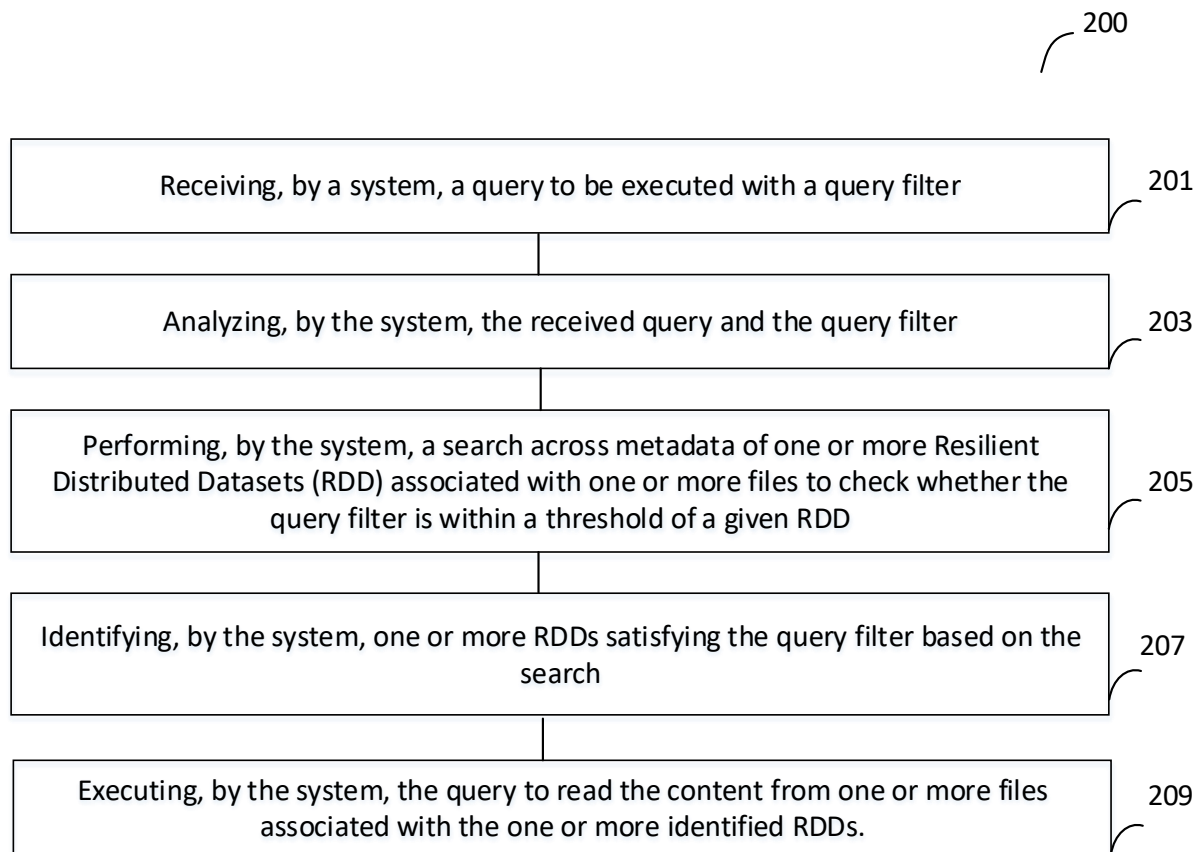 200
Receiving, by a system, a query to be executed with a query filter
201
Analyzing, by the system, the received query and the query filter
203
Performing, by the system, a search across metadata of one or more Resilient
Distributed Datasets (RDD) associated with one or more files to check whether the
query filter is within a threshold of a given RDD
205
Identifying, by the system, one or more RDDs satisfying the query filter based on the
search
207
Executing, by the system, the query to read the content from one or more files
associated with the one or more identified RDDs.
209